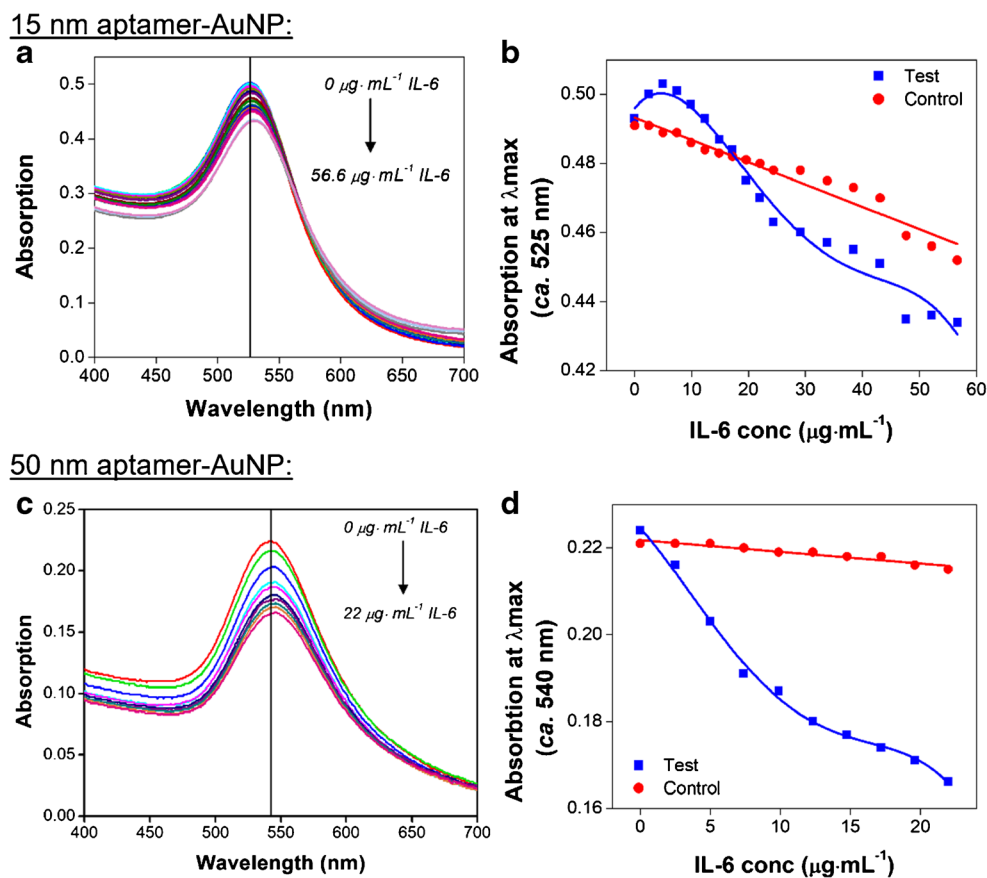 15 nm aptamer-AuNP:
a
Absorption
0.5
0.4
0.3
0.2
0.1
0.0
0 µg·mL⁻¹ IL-6
56.6 µg·mL⁻¹ IL-6
400 450 500 550 600 650 700
Wavelength (nm)
b
Absorption at λmax
(ca. 525 nm)
0.50
0.48
0.46
0.44
0.42
Test
Control
0 10 20 30 40 50 60
IL-6 conc (µg·mL⁻¹)
50 nm aptamer-AuNP:
c
Absorption
0.25
0.20
0.15
0.10
0.05
0.00
0 µg·mL⁻¹ IL-6
22 µg·mL⁻¹ IL-6
400 450 500 550 600 650 700
Wavelength (nm)
d
Absorbtion at λmax
(ca. 540 nm)
0.22
0.20
0.18
0.16
Test
Control
0 5 10 15 20
IL-6 conc (µg·mL⁻¹)